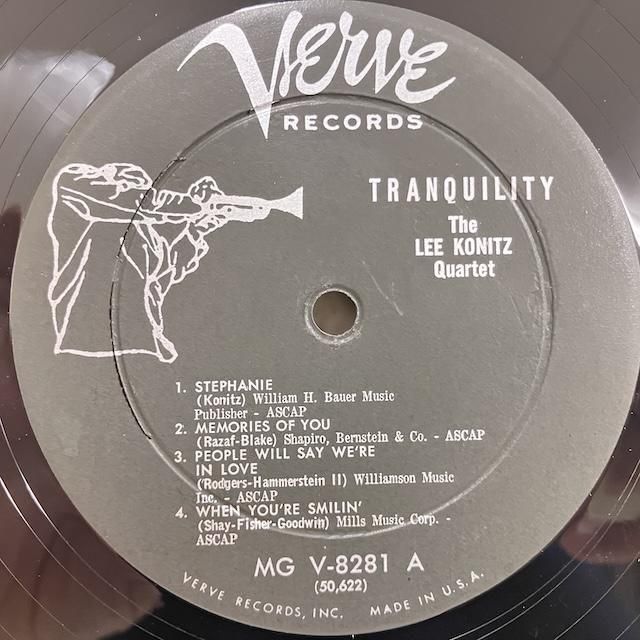 Verve
RECORDS
TRANQUILITY
The
LEE KONITZ
Quartet
1. STEPHANIE
(Konitz) William H. Bauer Music
Publisher - ASCAP
2. MEMORIES OF YOU
(Razaf-Blake) Shapiro, Bernstein & Co. - ASCAP
3. PEOPLE WILL SAY WE'RE
IN LOVE
(Rodgers-Hammerstein II) Williamson Music
Inc. - ASCAP
4. WHEN YOU'RE SMILIN'
(Shay-Fisher-Goodwin) Mills Music Corp. -
ASCAP
MG V-8281 A
(50,622)
VERVE RECORDS, INC. MADE IN U.S.A.